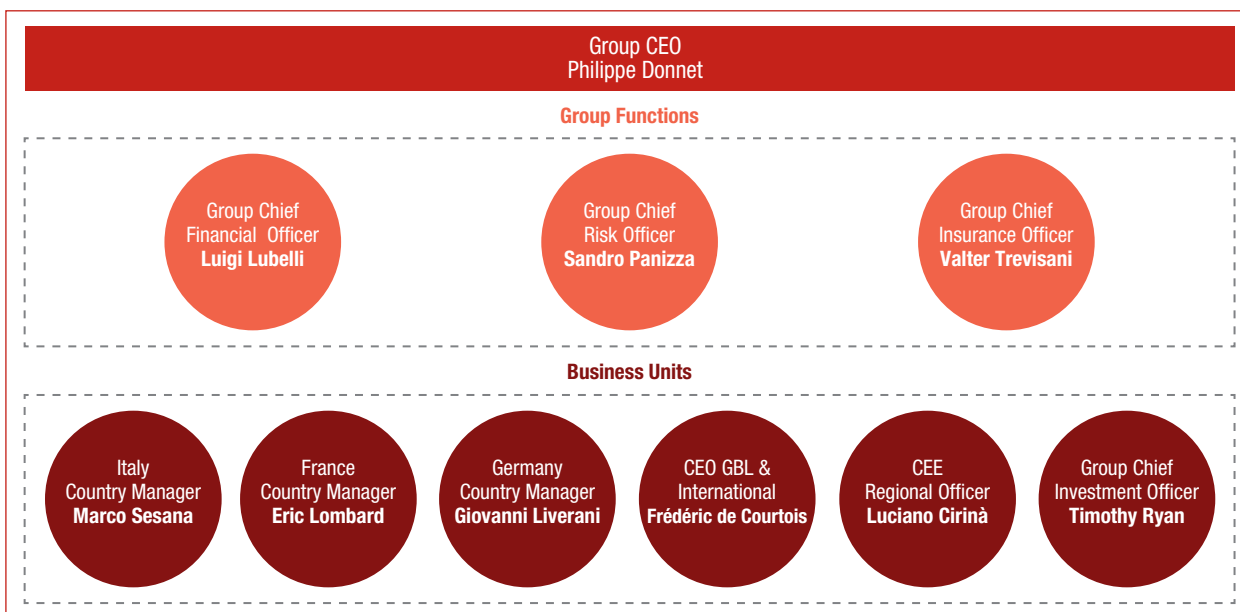 Group CEO
Philippe Donnet
Group Functions
Group Chief
Financial Officer
Luigi Lubelli
Group Chief
Risk Officer
Sandro Panizza
Group Chief
Insurance Officer
Valter Trevisani
Business Units
Italy
Country Manager
Marco Sesana
France
Country Manager
Eric Lombard
Germany
Country Manager
Giovanni Liverani
CEO GBL &
International
Frédéric de Courtois
CEE
Regional Officer
Luciano Cirinà
Group Chief
Investment Officer
Timothy Ryan